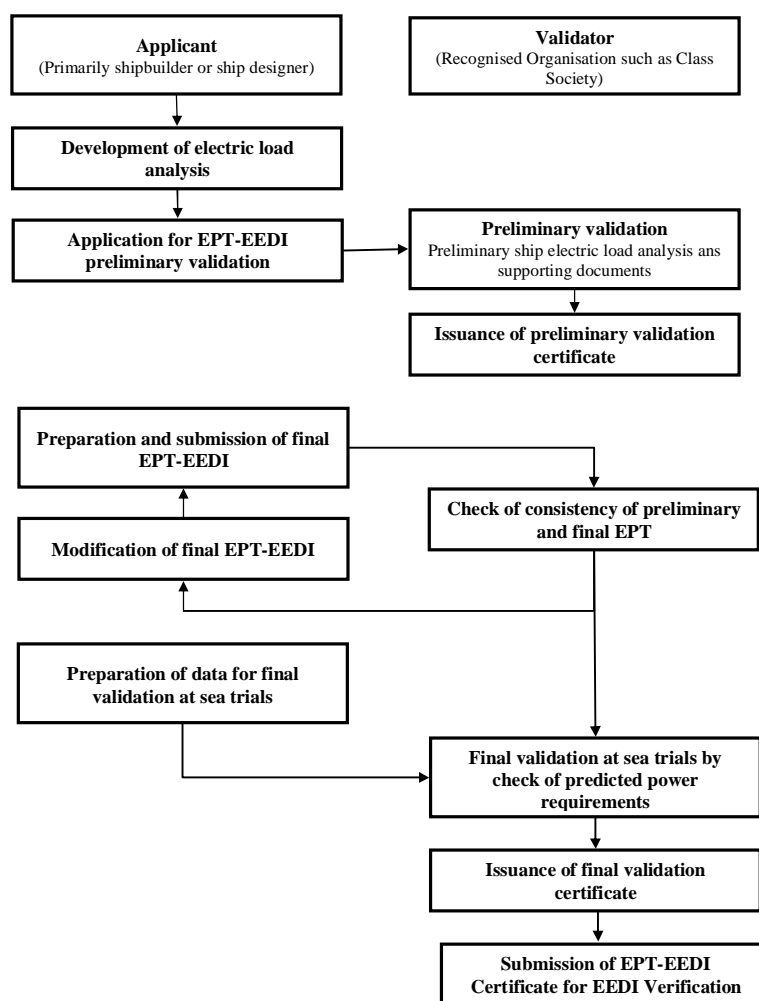 Applicant
(Primarily shipbuilder or ship designer)
Validator
(Recognised Organisation such as Class
Society)
Development of electric load
analysis
Application for EPT-EEDI
preliminary validation
Preliminary validation
Preliminary ship electric load analysis ans
supporting documents
Issuance of preliminary validation
certificate
Preparation and submission of final
EPT-EEDI
Check of consistency of preliminary
and final EPT
Modification of final EPT-EEDI
Preparation of data for final
validation at sea trials
Final validation at sea trials by
check of predicted power
requirements
Issuance of final validation
certificate
Submission of EPT-EEDI
Certificate for EEDI Verification